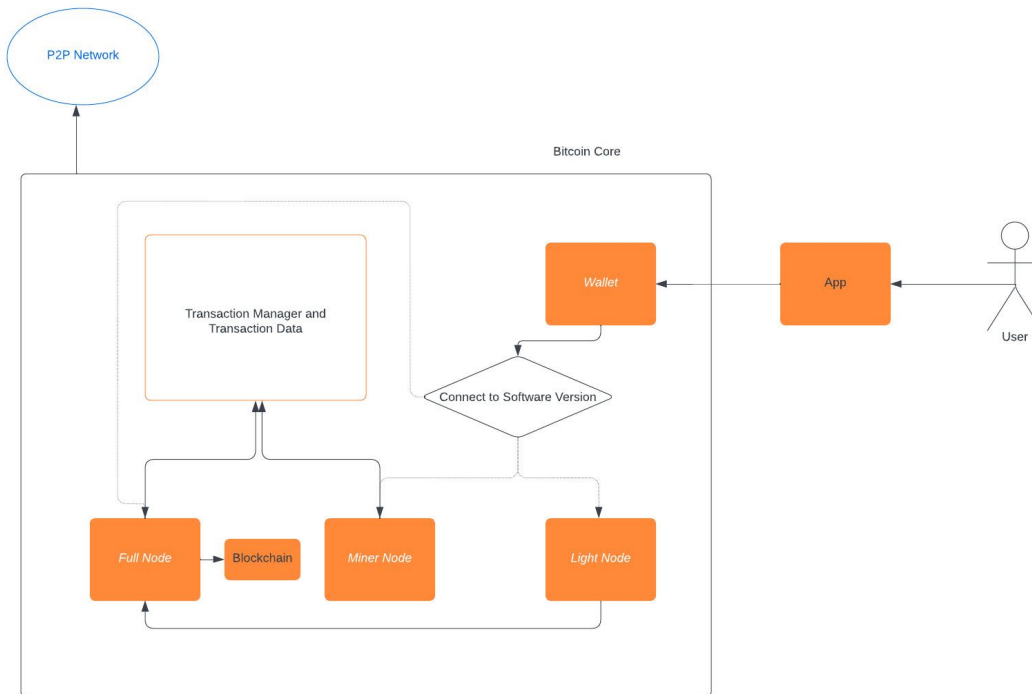 P2P Network
Bitcoin Core
Transaction Manager and
Transaction Data
Wallet
App
User
Connect to Software Version
Full Node
Blockchain
Miner Node
Light Node